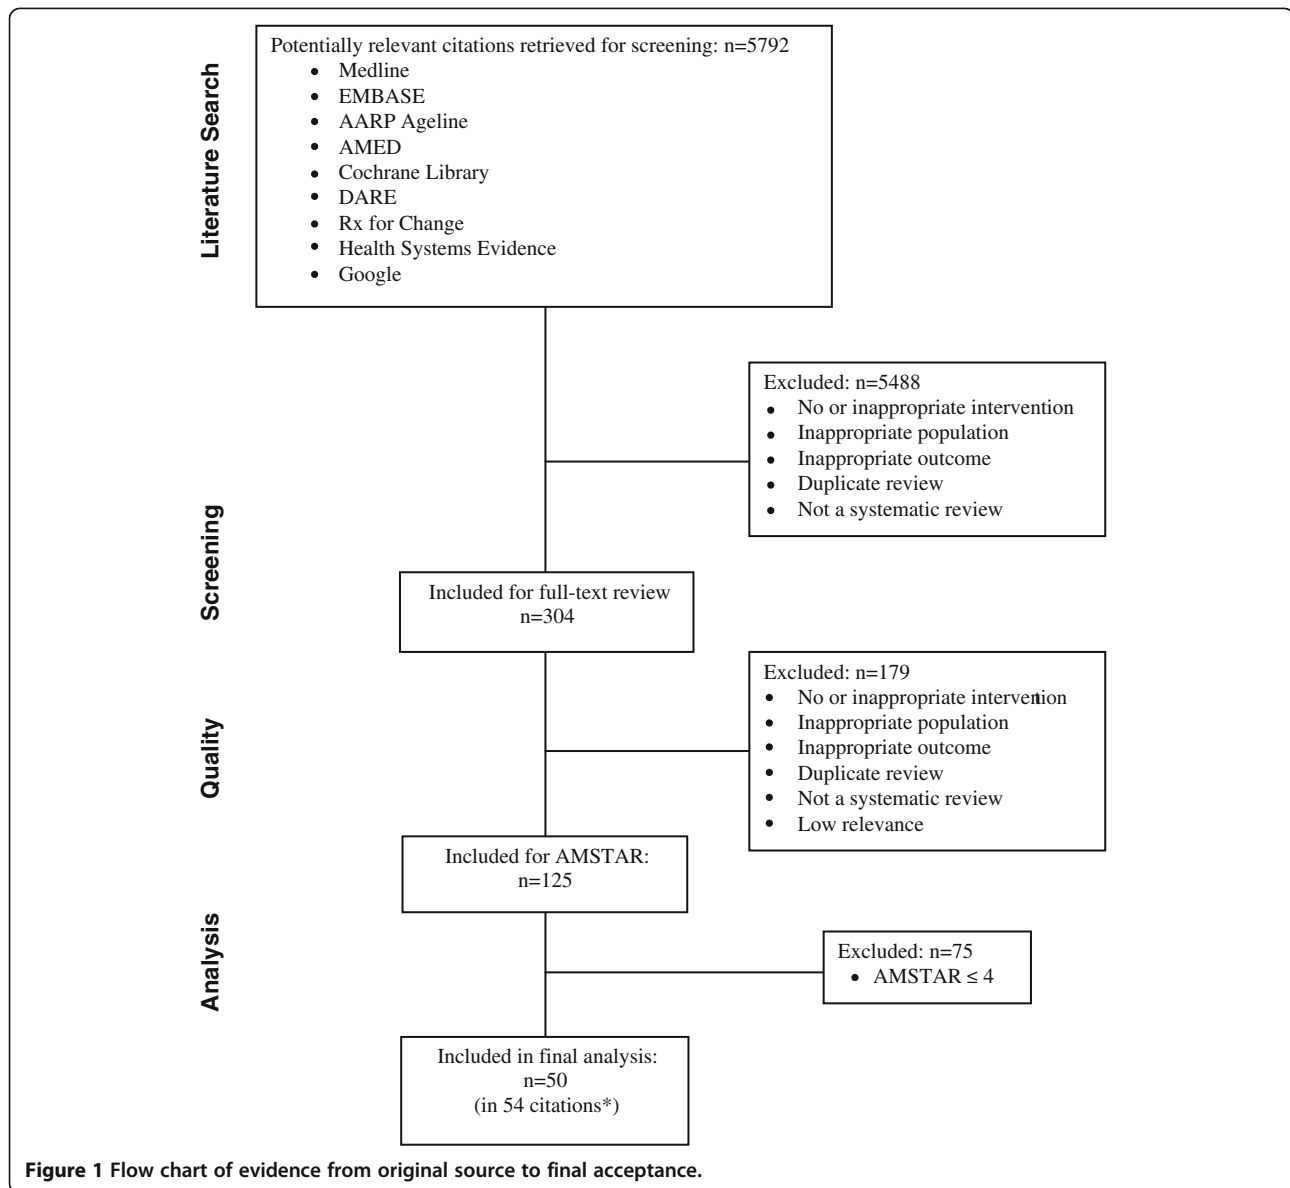 Literature Search
Potentially relevant citations retrieved for screening: n=5792
• Medline
• EMBASE
• AARP Ageline
• AMED
• Cochrane Library
• DARE
• Rx for Change
• Health Systems Evidence
• Google
Excluded: n=5488
• No or inappropriate intervention
• Inappropriate population
• Inappropriate outcome
• Duplicate review
• Not a systematic review
Screening
Included for full-text review
n=304
Excluded: n=179
• No or inappropriate intervention
• Inappropriate population
• Inappropriate outcome
• Duplicate review
• Not a systematic review
• Low relevance
Quality
Included for AMSTAR:
n=125
Analysis
Excluded: n=75
• AMSTAR ≤ 4
Included in final analysis:
n=50
(in 54 citations*)
Figure 1 Flow chart of evidence from original source to final acceptance.